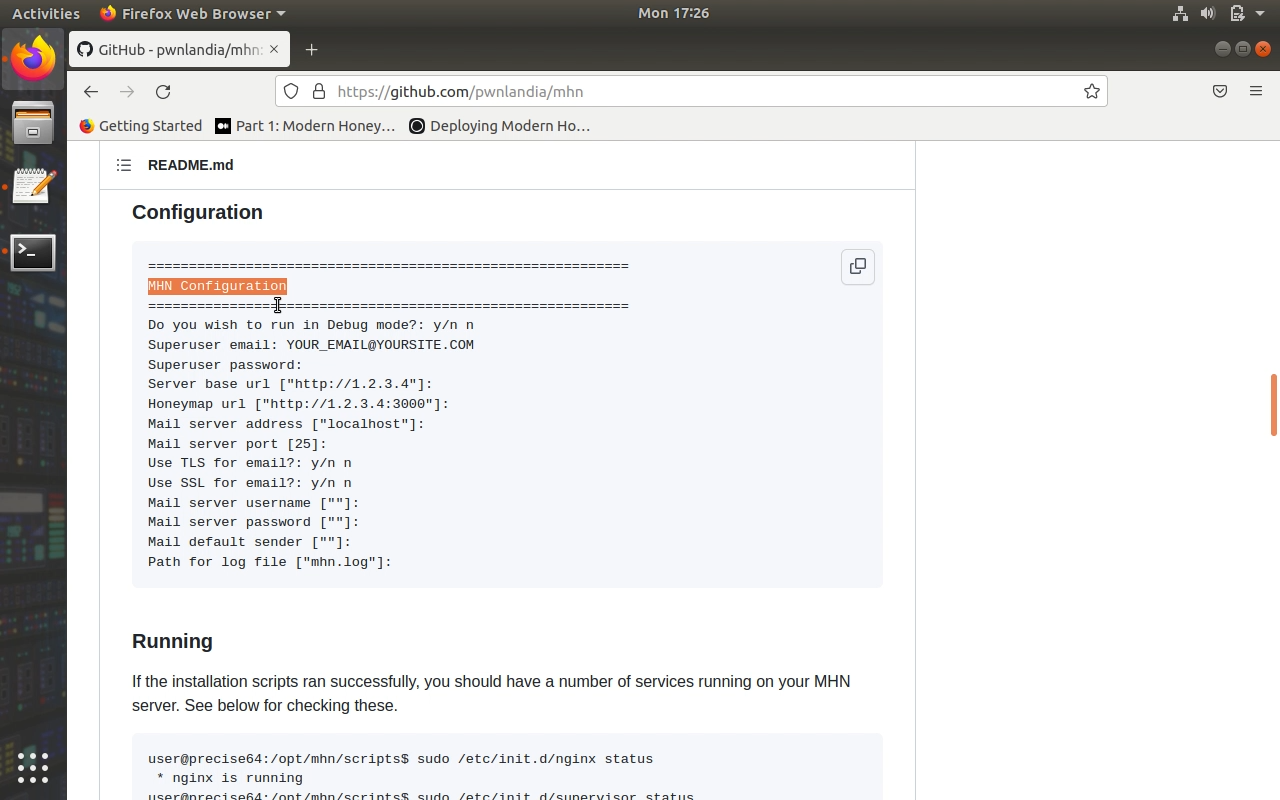 Activities Firefox Web Browser Mon 17:26
GitHub - pwnlandia/mhn:
https://github.com/pwnlandia/mhn
Getting Started Part 1: Modern Honey… Deploying Modern Ho…
README.md
Configuration
===========================================================
MHN Configuration
===========================================================
Do you wish to run in Debug mode?: y/n n
Superuser email: YOUR_EMAIL@YOURSITE.COM
Superuser password:
Server base url ["http://1.2.3.4"]:
Honeymap url ["http://1.2.3.4:3000"]:
Mail server address ["localhost"]:
Mail server port [25]:
Use TLS for email?: y/n n
Use SSL for email?: y/n n
Mail server username [""]:
Mail server password [""]:
Mail default sender [""]:
Path for log file ["mhn.log"]:
Running
If the installation scripts ran successfully, you should have a number of services running on your MHN
server. See below for checking these.
user@precise64:/opt/mhn/scripts$ sudo /etc/init.d/nginx status
* nginx is running
user@precise64:/opt/mhn/scripts$ sudo /etc/init.d/supervisor status